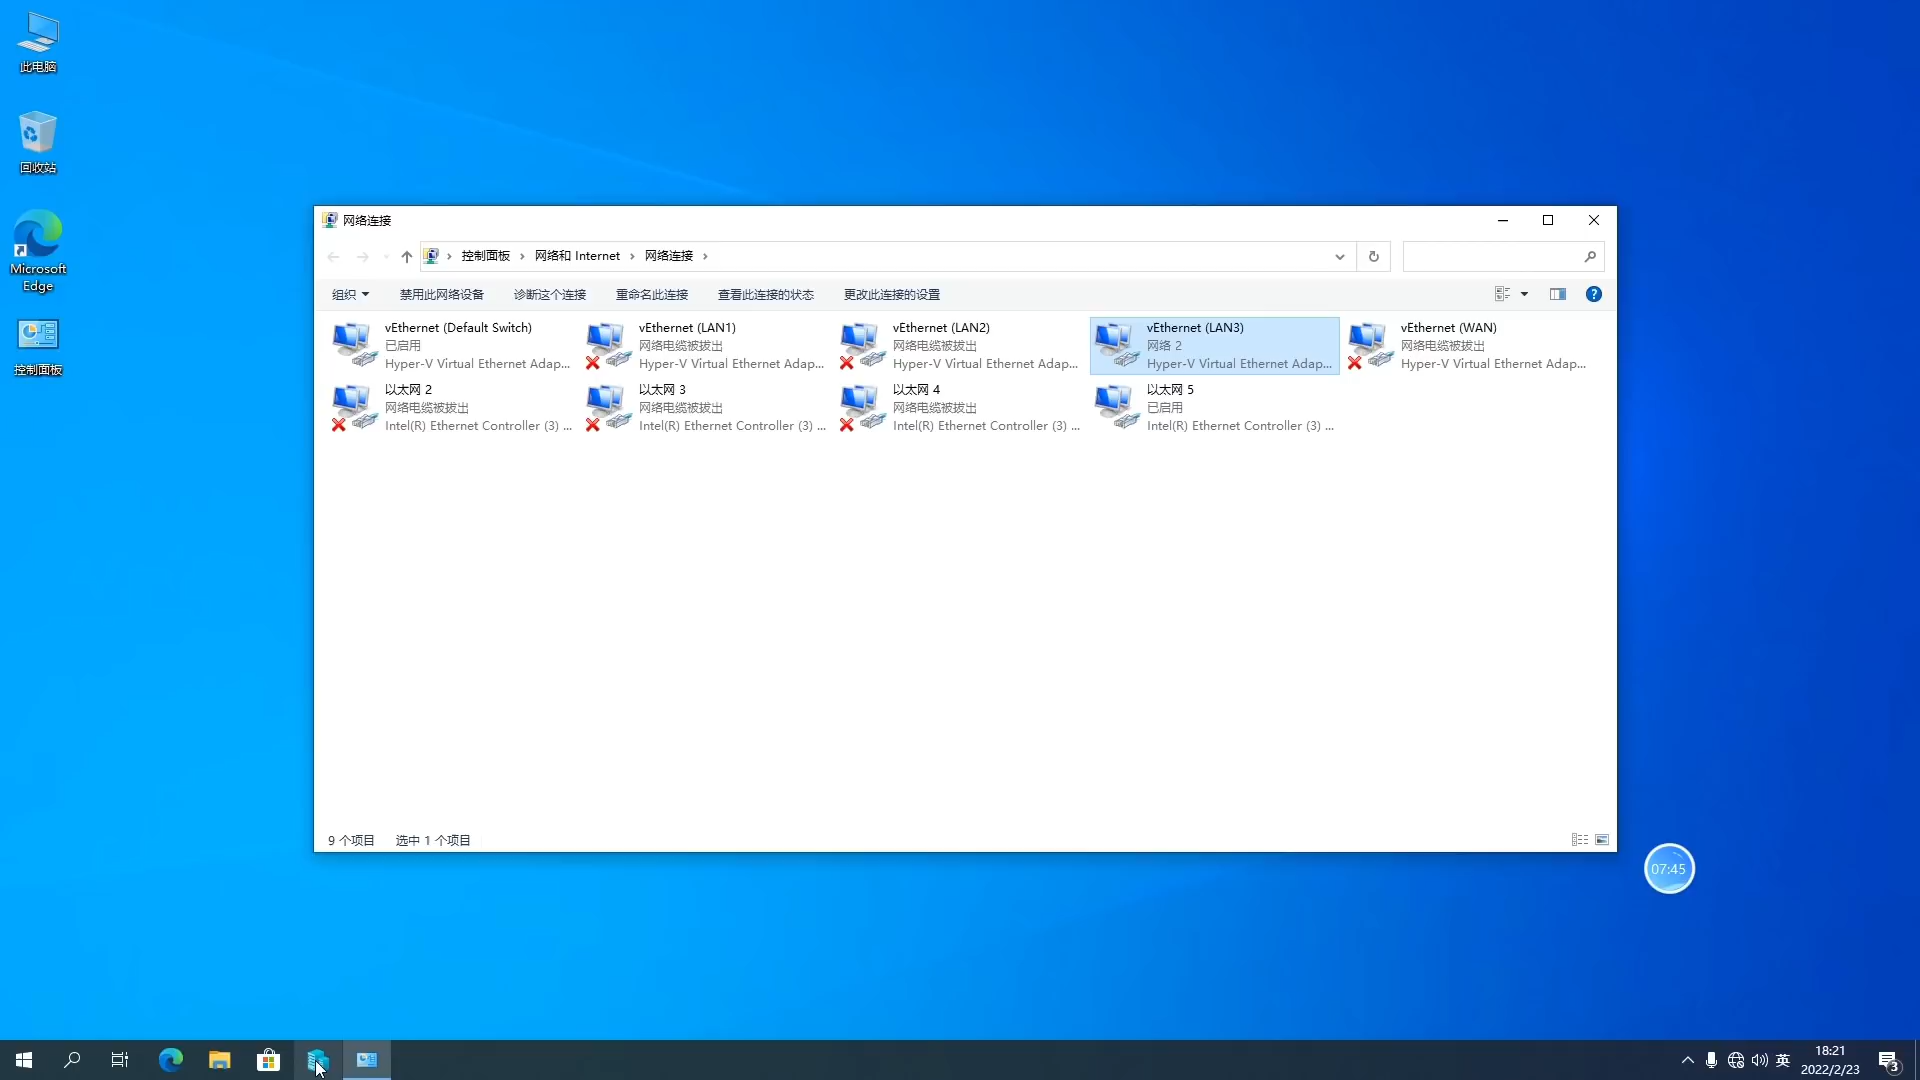 此电脑
回收站
Microsoft
Edge
控制面板
网络连接
控制面板 网络和 Internet 网络连接
组织 禁用此网络设备 诊断这个连接 重命名此连接 查看此连接的状态 更改此连接的设置
vEthernet (Default Switch)
已启用
Hyper-V Virtual Ethernet Adap...
vEthernet (LAN1)
网络电缆被拔出
Hyper-V Virtual Ethernet Adap...
vEthernet (LAN2)
网络电缆被拔出
Hyper-V Virtual Ethernet Adap...
vEthernet (LAN3)
网络 2
Hyper-V Virtual Ethernet Adap...
vEthernet (WAN)
网络电缆被拔出
Hyper-V Virtual Ethernet Adap...
以太网 2
网络电缆被拔出
Intel(R) Ethernet Controller (3) ...
以太网 3
网络电缆被拔出
Intel(R) Ethernet Controller (3) ...
以太网 4
网络电缆被拔出
Intel(R) Ethernet Controller (3) ...
以太网 5
已启用
Intel(R) Ethernet Controller (3) ...
9 个项目 选中 1 个项目
07:45
英
18:21
2022/2/23
3